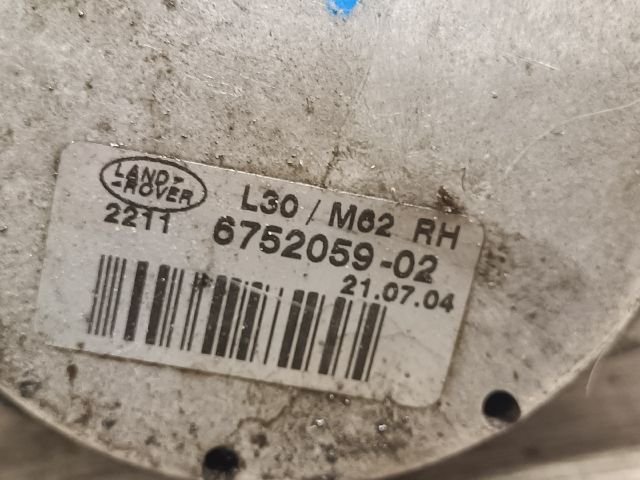 LAND-
-ROVER
L30 / M62 RH
2211
6752059-02
21.07.04